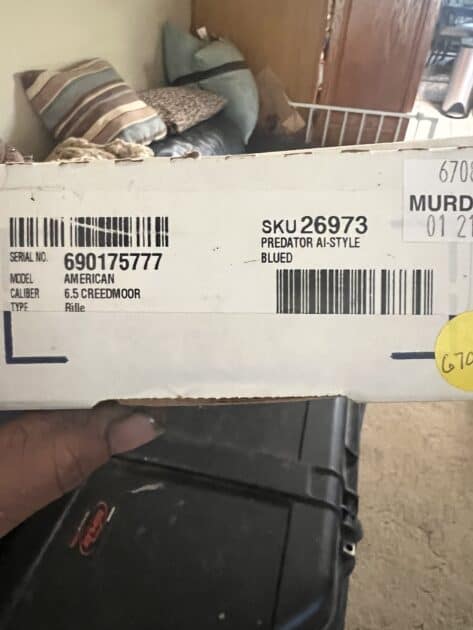 SERIAL NO. 690175777
MODEL AMERICAN
CALIBER 6.5 CREEDMOOR
TYPE Rifle
SKU 26973
PREDATOR AI-STYLE
BLUED
6708
MURD
01 21
670